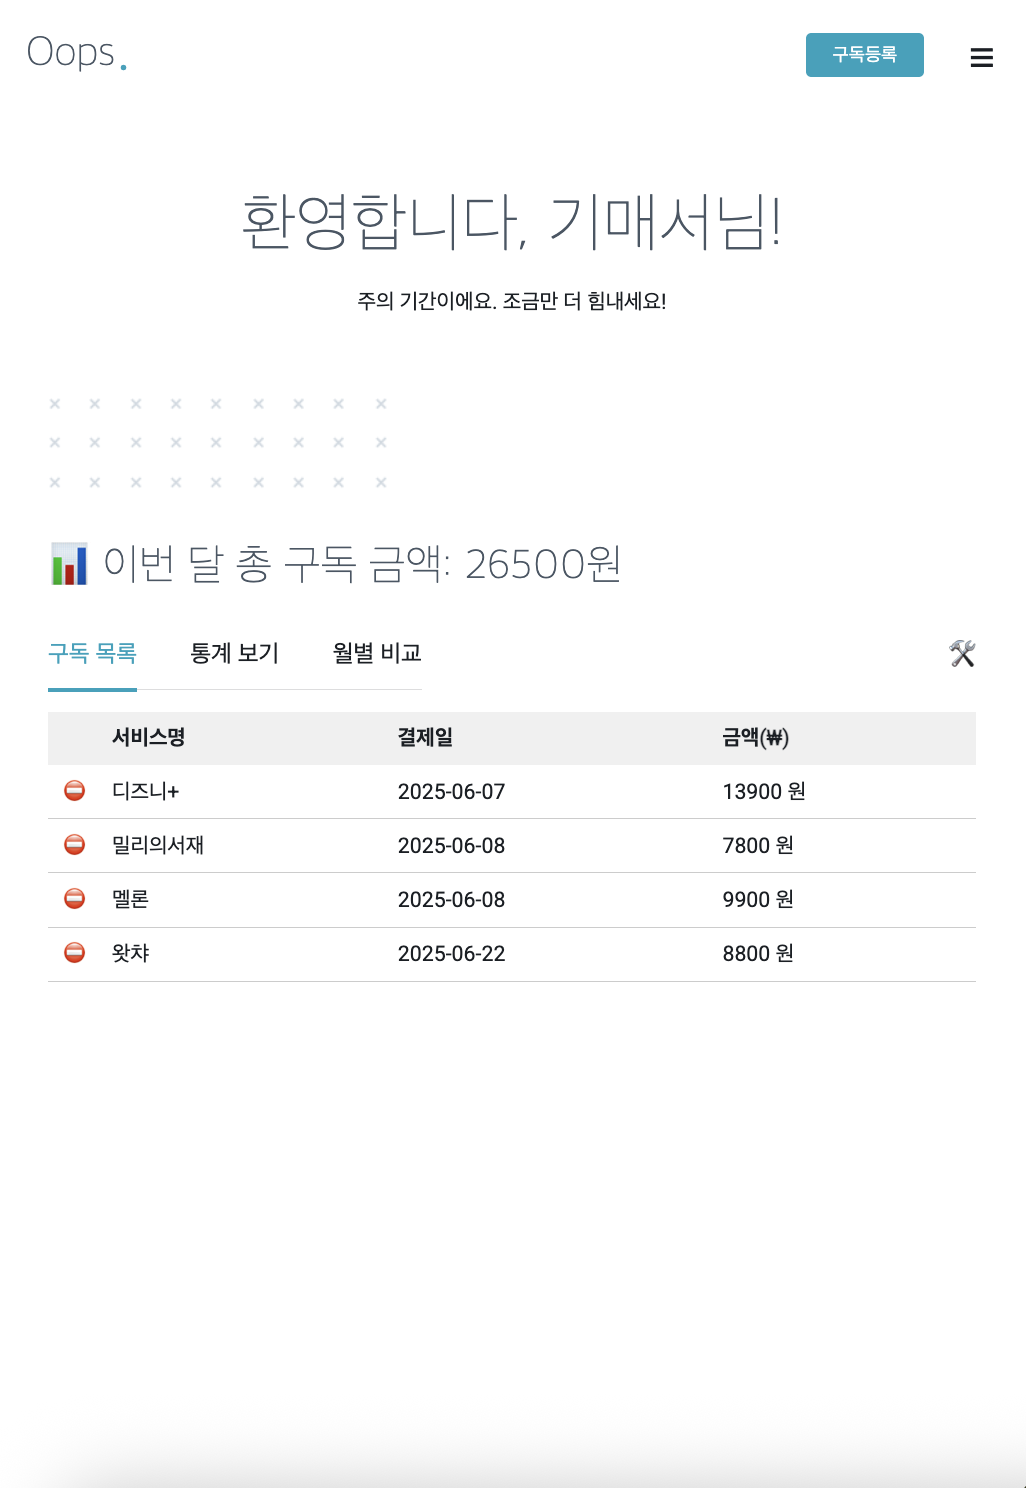 Oops.
구독등록
환영합니다, 기매서님!
주의 기간이에요. 조금만 더 힘내세요!
이번 달 총 구독 금액: 26500원
구독 목록 통계 보기 월별 비교
서비스명 결제일 금액(₩)
디즈니+ 2025-06-07 13900 원
밀리의서재 2025-06-08 7800 원
멜론 2025-06-08 9900 원
왓챠 2025-06-22 8800 원